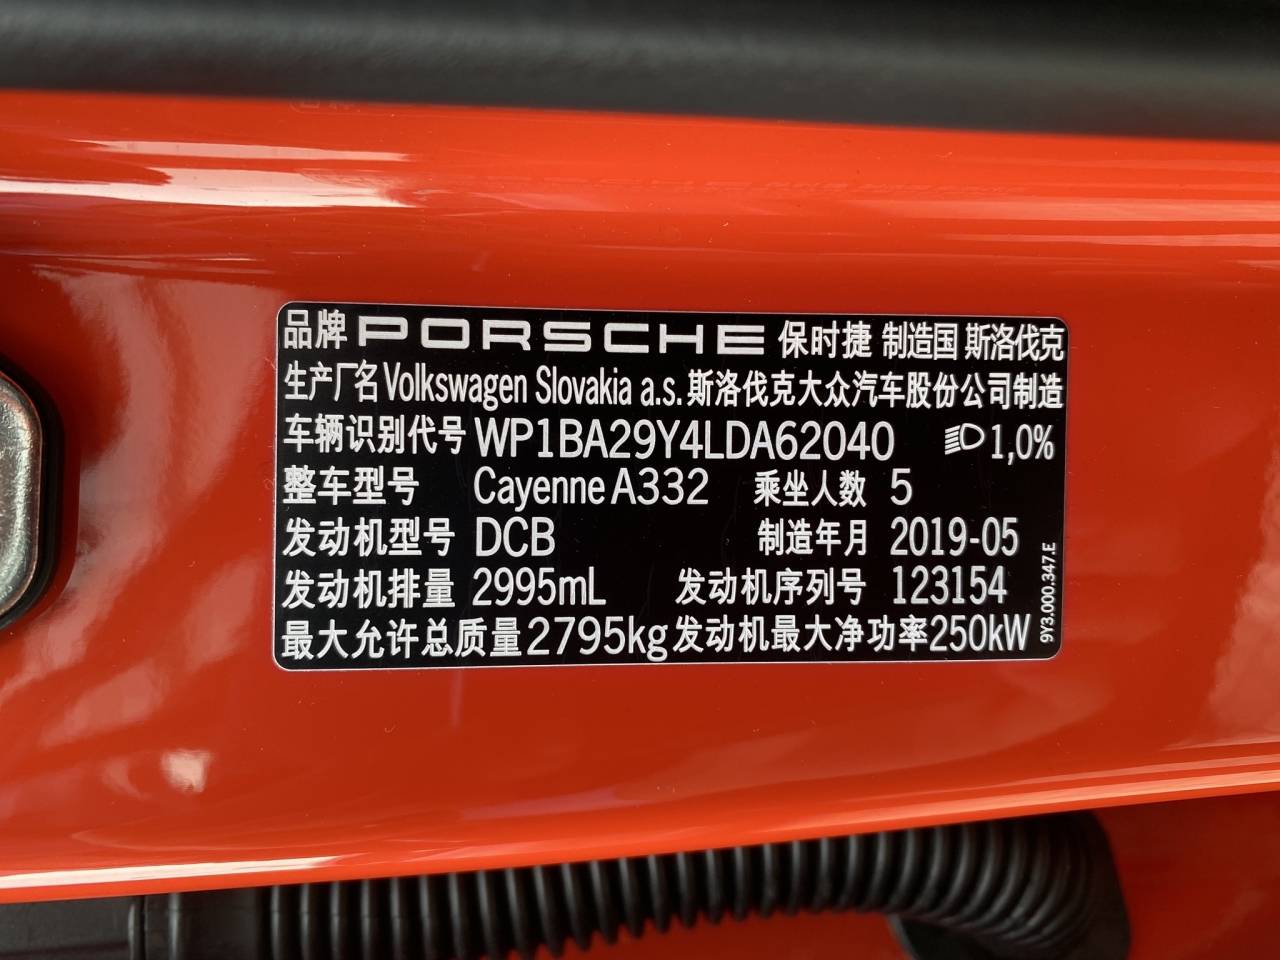 品牌 PORSCHE 保时捷 制造国 斯洛伐克
生产厂名 Volkswagen Slovakia a.s. 斯洛伐克大众汽车股份公司制造
车辆识别代号 WP1BA29Y4LDA62040 1,0%
整车型号 Cayenne A332 乘坐人数 5
发动机型号 DCB 制造年月 2019-05
发动机排量 2995mL 发动机序列号 123154
最大允许总质量 2795kg 发动机最大净功率 250kW
9Y3.000.347.E